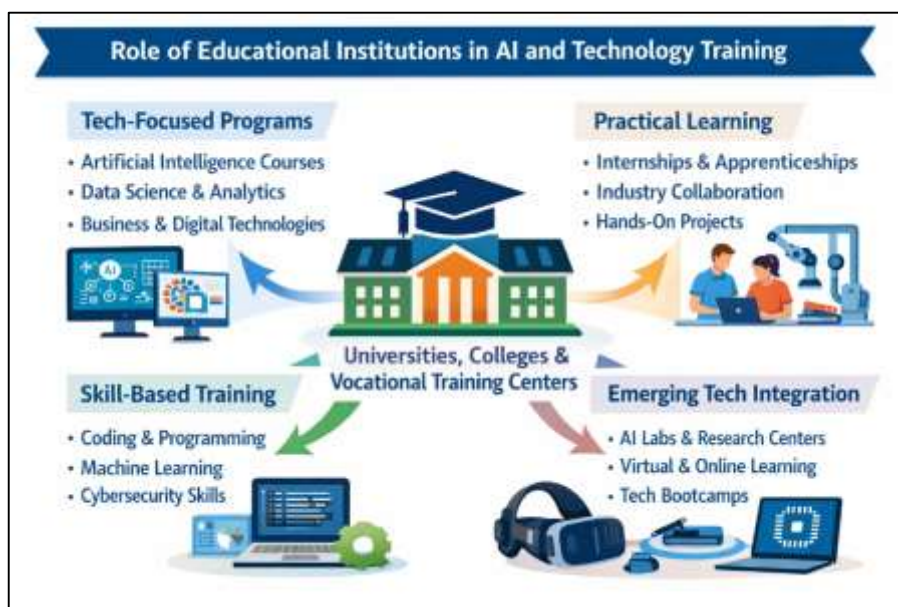 Role of Educational Institutions in AI and Technology Training
Tech-Focused Programs
• Artificial Intelligence Courses
• Data Science & Analytics
• Business & Digital Technologies
AI
Practical Learning
• Internships & Apprenticeships
• Industry Collaboration
• Hands-On Projects
Universities, Colleges &
Vocational Training Centers
Skill-Based Training
• Coding & Programming
• Machine Learning
• Cybersecurity Skills
Emerging Tech Integration
• AI Labs & Research Centers
• Virtual & Online Learning
• Tech Bootcamps